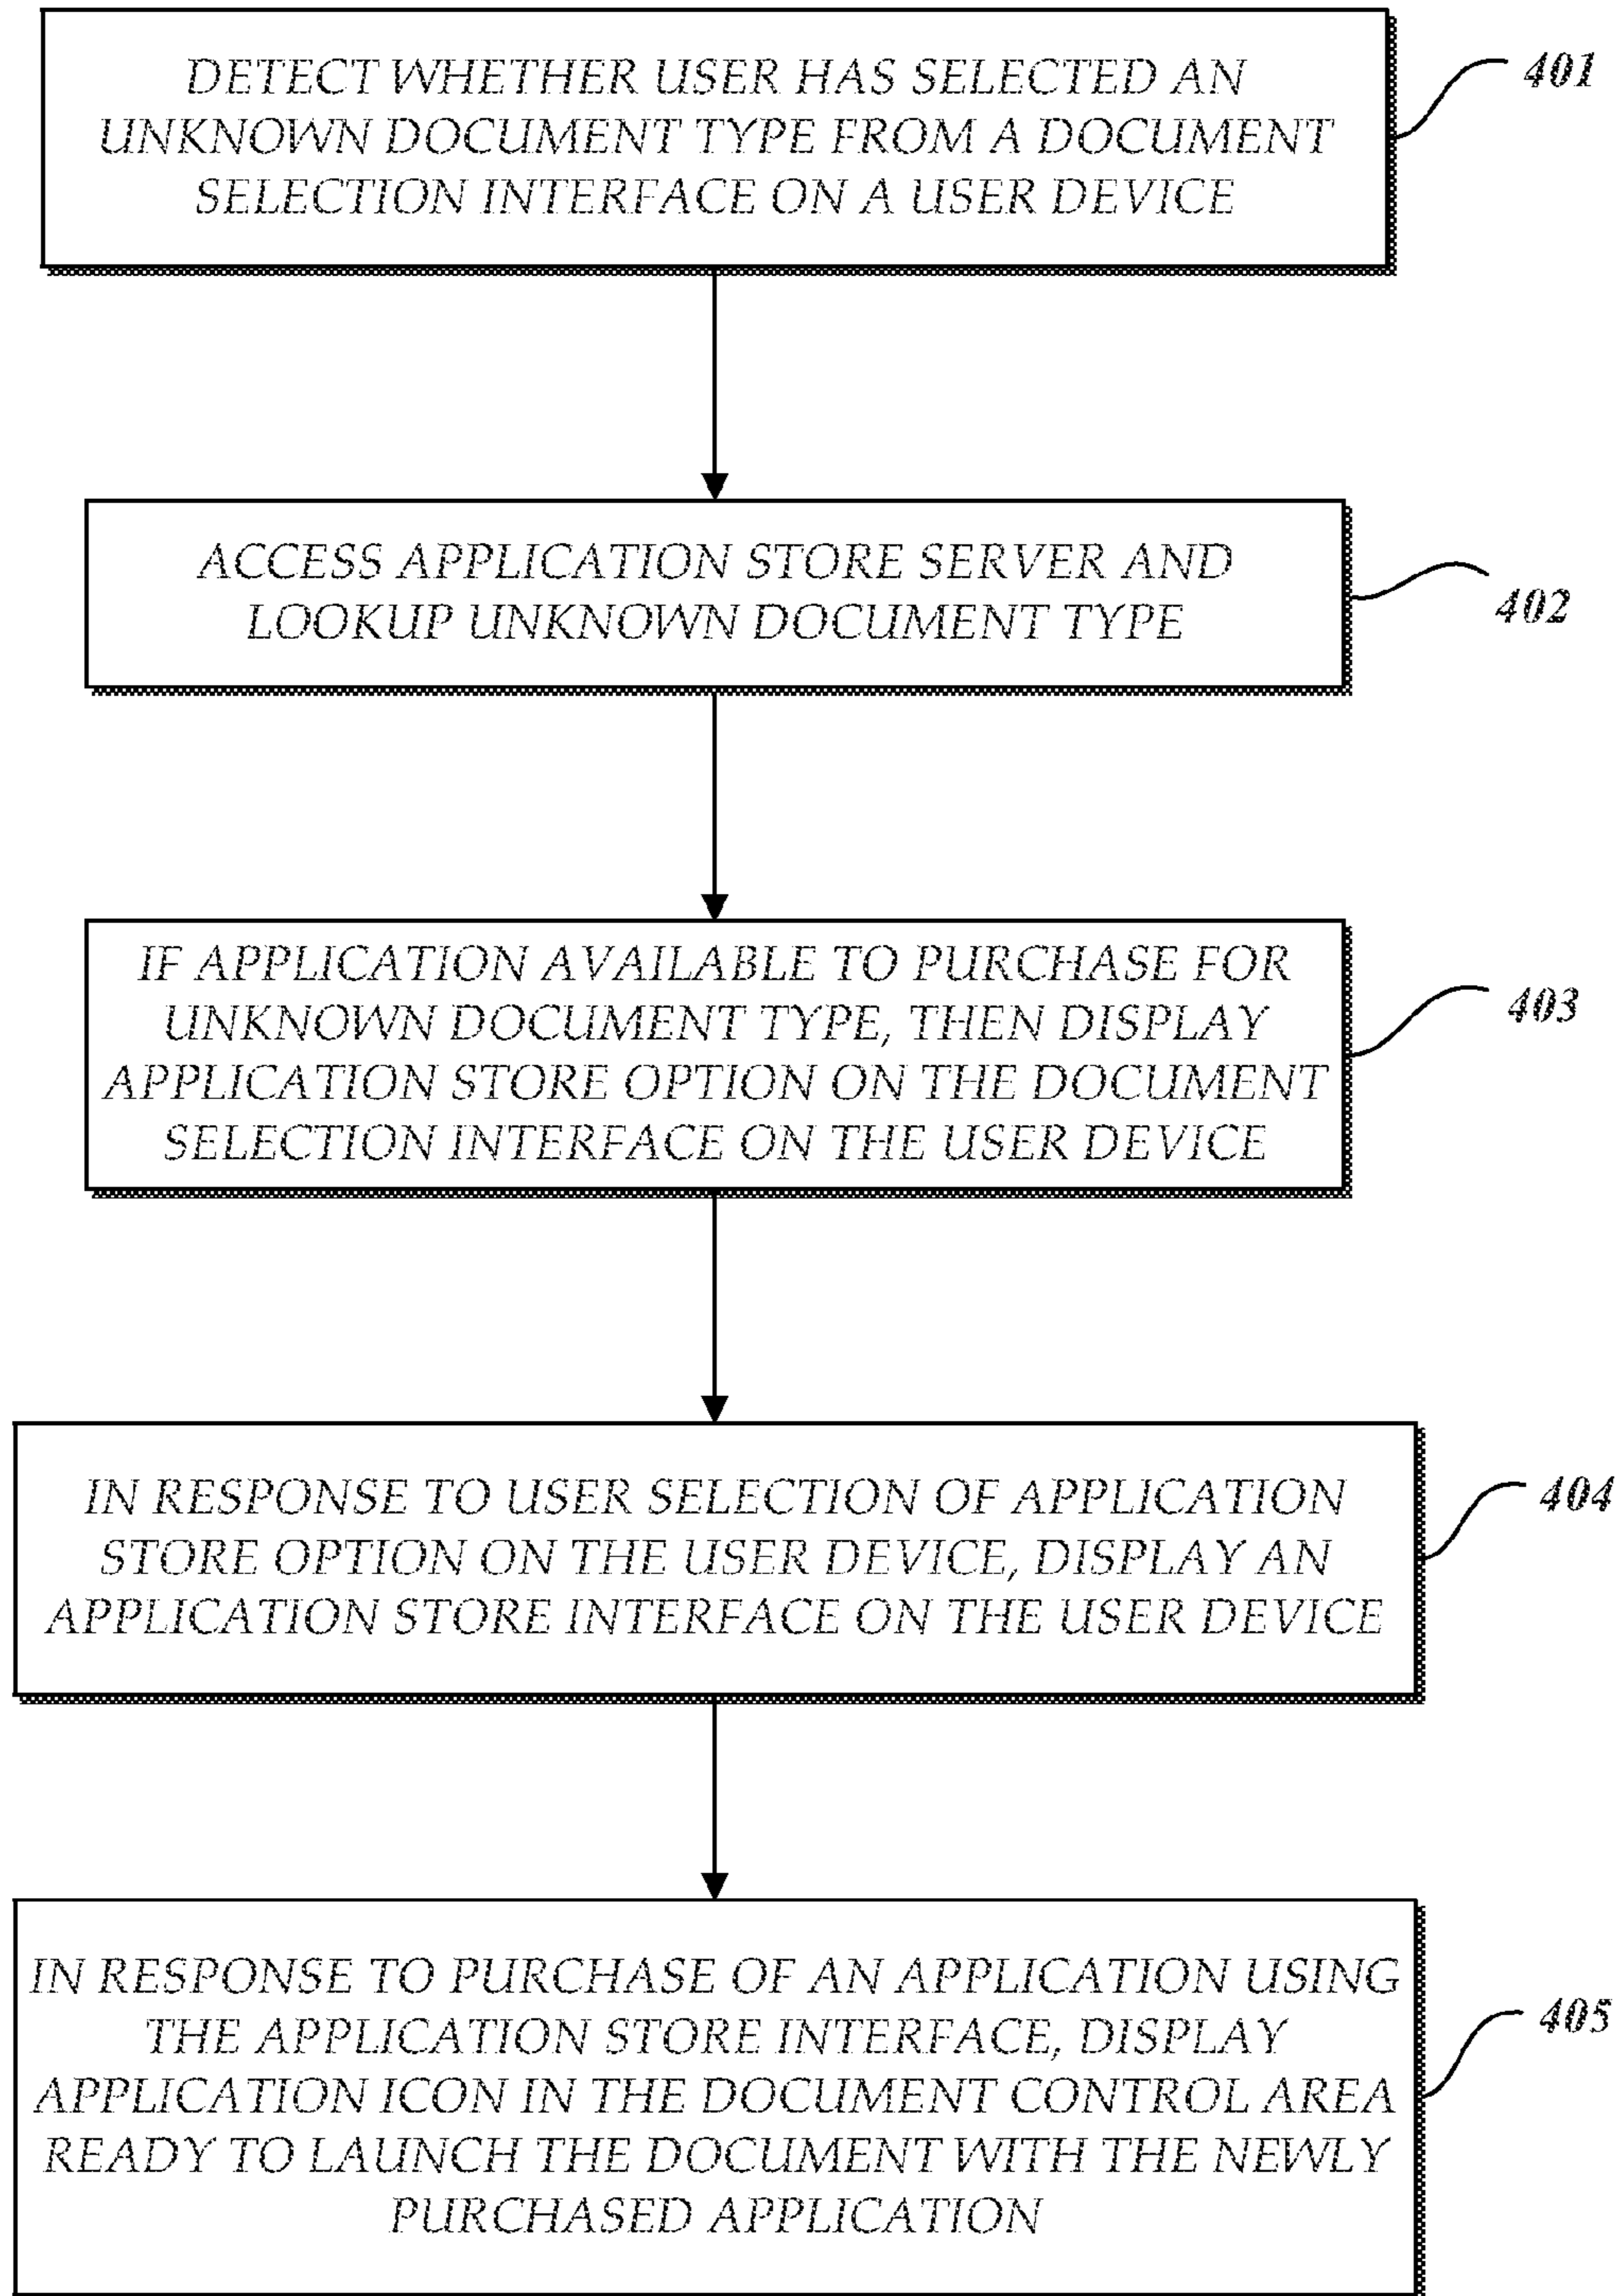 DETECT WHETHER USER HAS SELECTED AN
UNKNOWN DOCUMENT TYPE FROM A DOCUMENT
SELECTION INTERFACE ON A USER DEVICE
401
ACCESS APPLICATION STORE SERVER AND
LOOKUP UNKNOWN DOCUMENT TYPE
402
IF APPLICATION AVAILABLE TO PURCHASE FOR
UNKNOWN DOCUMENT TYPE, THEN DISPLAY
APPLICATION STORE OPTION ON THE DOCUMENT
SELECTION INTERFACE ON THE USER DEVICE
403
IN RESPONSE TO USER SELECTION OF APPLICATION
STORE OPTION ON THE USER DEVICE, DISPLAY AN
APPLICATION STORE INTERFACE ON THE USER DEVICE
404
IN RESPONSE TO PURCHASE OF AN APPLICATION USING
THE APPLICATION STORE INTERFACE, DISPLAY
APPLICATION ICON IN THE DOCUMENT CONTROL AREA
READY TO LAUNCH THE DOCUMENT WITH THE NEWLY
PURCHASED APPLICATION
405